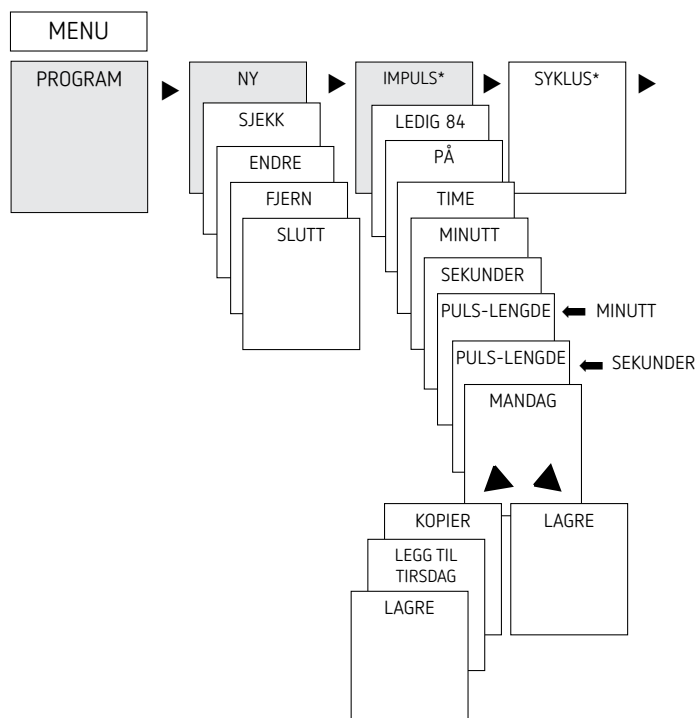 MENU
PROGRAM
NY
SJEKK
ENDRE
FJERN
SLUTT
IMPULS*
LEDIG 84
PÅ
TIME
MINUTT
SEKUNDER
PULS-LENGDE
MINUTT
PULS-LENGDE
SEKUNDER
MANDAG
KOPIER
LEGG TIL
TIRSDAG
LAGRE
LAGRE
SYKLUS*